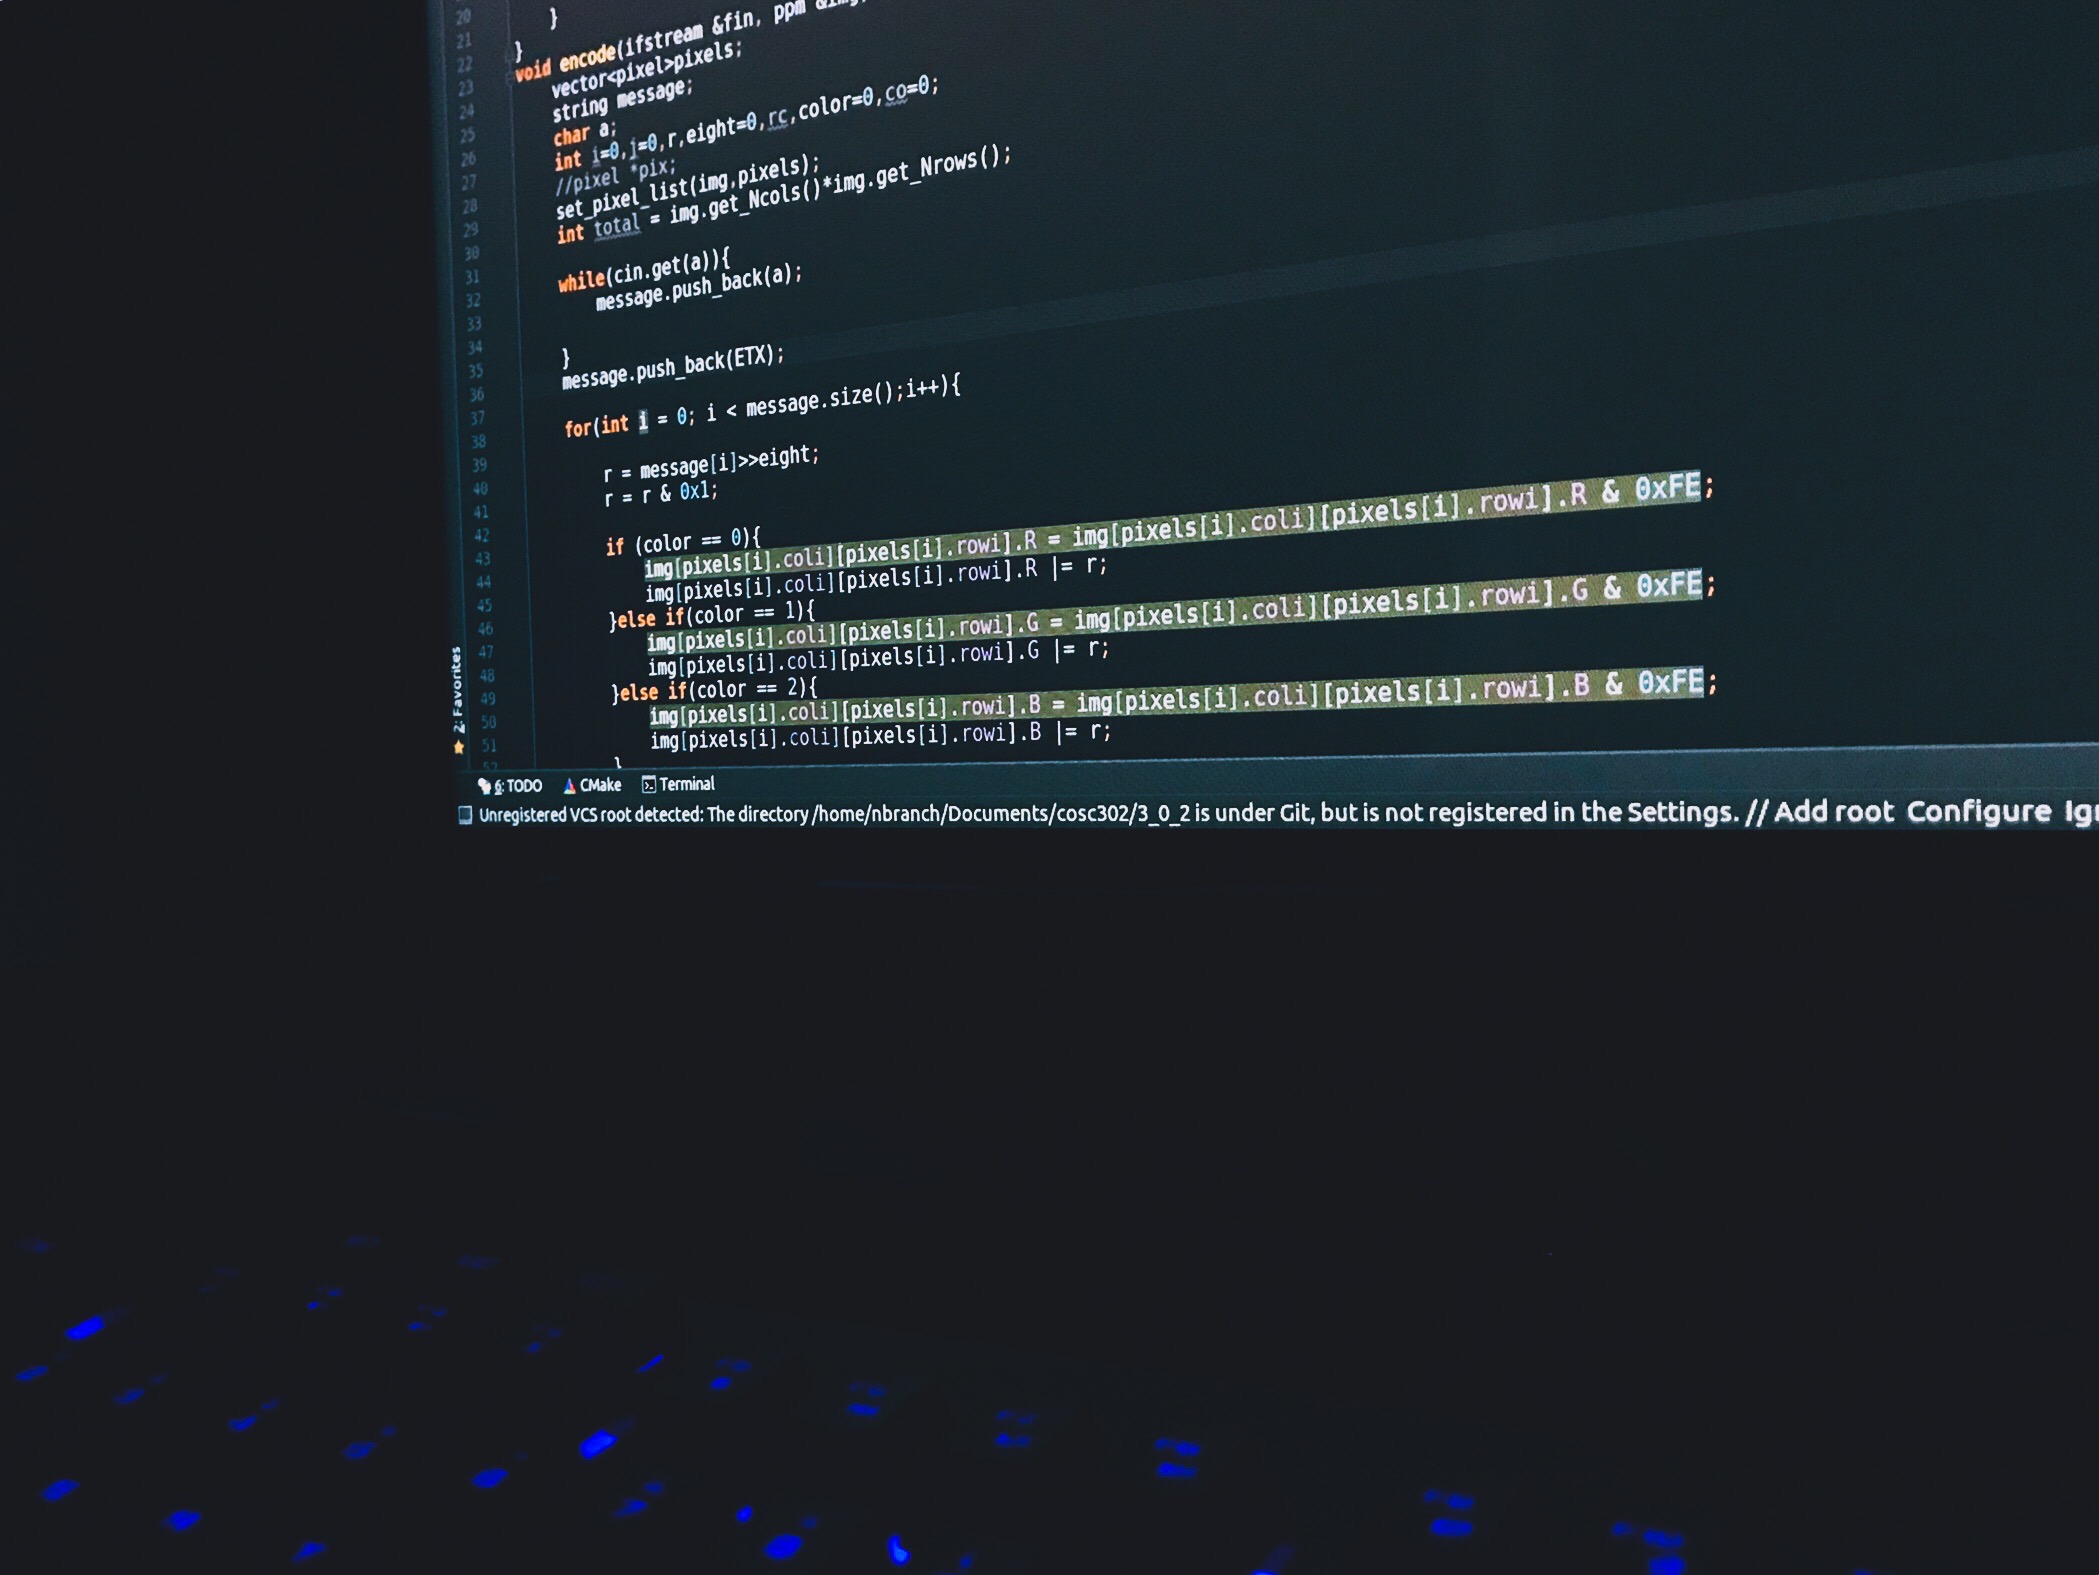 20
}
21
}
22
void encode(ifstream &fin, ppm
23
vector<pixel>pixels;
24
string message;
25
char a;
26
int i=0,j=0,r,eight=0,rc,color=0,co=0;
27
//pixel *pix;
28
set_pixel_list(img,pixels);
29
int total = img.get_Ncols()*img.get_Nrows();
30
31
while(cin.get(a)){
32
message.push_back(a);
33
34
}
35
message.push_back(ETX);
36
37
for(int i = 0; i < message.size();i++){
38
39
r = message[i]>>eight;
40
r = r & 0x1;
41
42
if (color == 0){
43
img[pixels[i].coli][pixels[i].rowi].R = img[pixels[i].coli][pixels[i].rowi].R & 0xFE;
44
img[pixels[i].coli][pixels[i].rowi].R |= r;
45
}else if(color == 1){
46
img[pixels[i].coli][pixels[i].rowi].G = img[pixels[i].coli][pixels[i].rowi].G & 0xFE;
47
img[pixels[i].coli][pixels[i].rowi].G |= r;
48
}else if(color == 2){
49
img[pixels[i].coli][pixels[i].rowi].B = img[pixels[i].coli][pixels[i].rowi].B & 0xFE;
50
img[pixels[i].coli][pixels[i].rowi].B |= r;
51
}
52
2: Favorites
6: TODO CMake Terminal
Unregistered VCS root detected: The directory /home/nbranch/Documents/cosc302/3_0_2 is under Git, but is not registered in the Settings. // Add root Configure